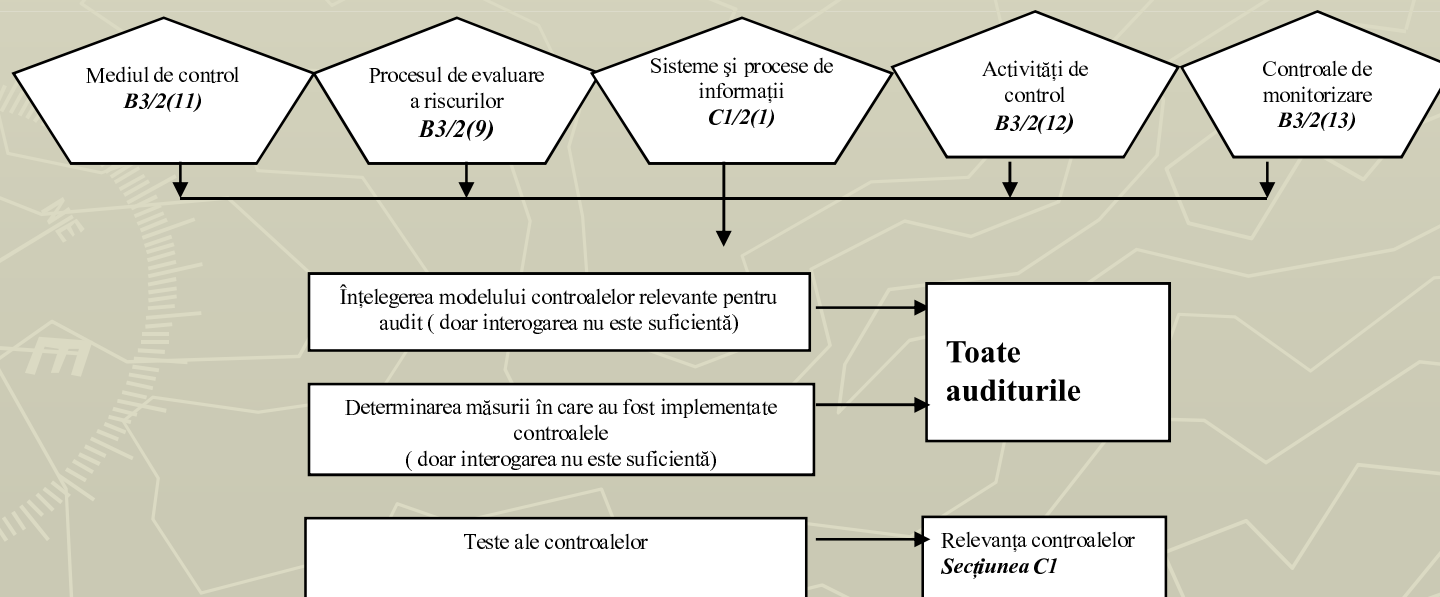 Mediul de control
B3/2(11)
Procesul de evaluare
a riscurilor
B3/2(9)
Sisteme şi procese de
informații
C1/2(1)
Activități de
control
B3/2(12)
Controale de
monitorizare
B3/2(13)
Înțelegerea modelului controalelor relevante pentru
audit ( doar interogarea nu este suficientă)
Toate
auditurile
Determinarea măsurii în care au fost implementate
controalele
( doar interogarea nu este suficientă)
Teste ale controalelor
Relevanța controalelor
Secțiunea C1
NE
E